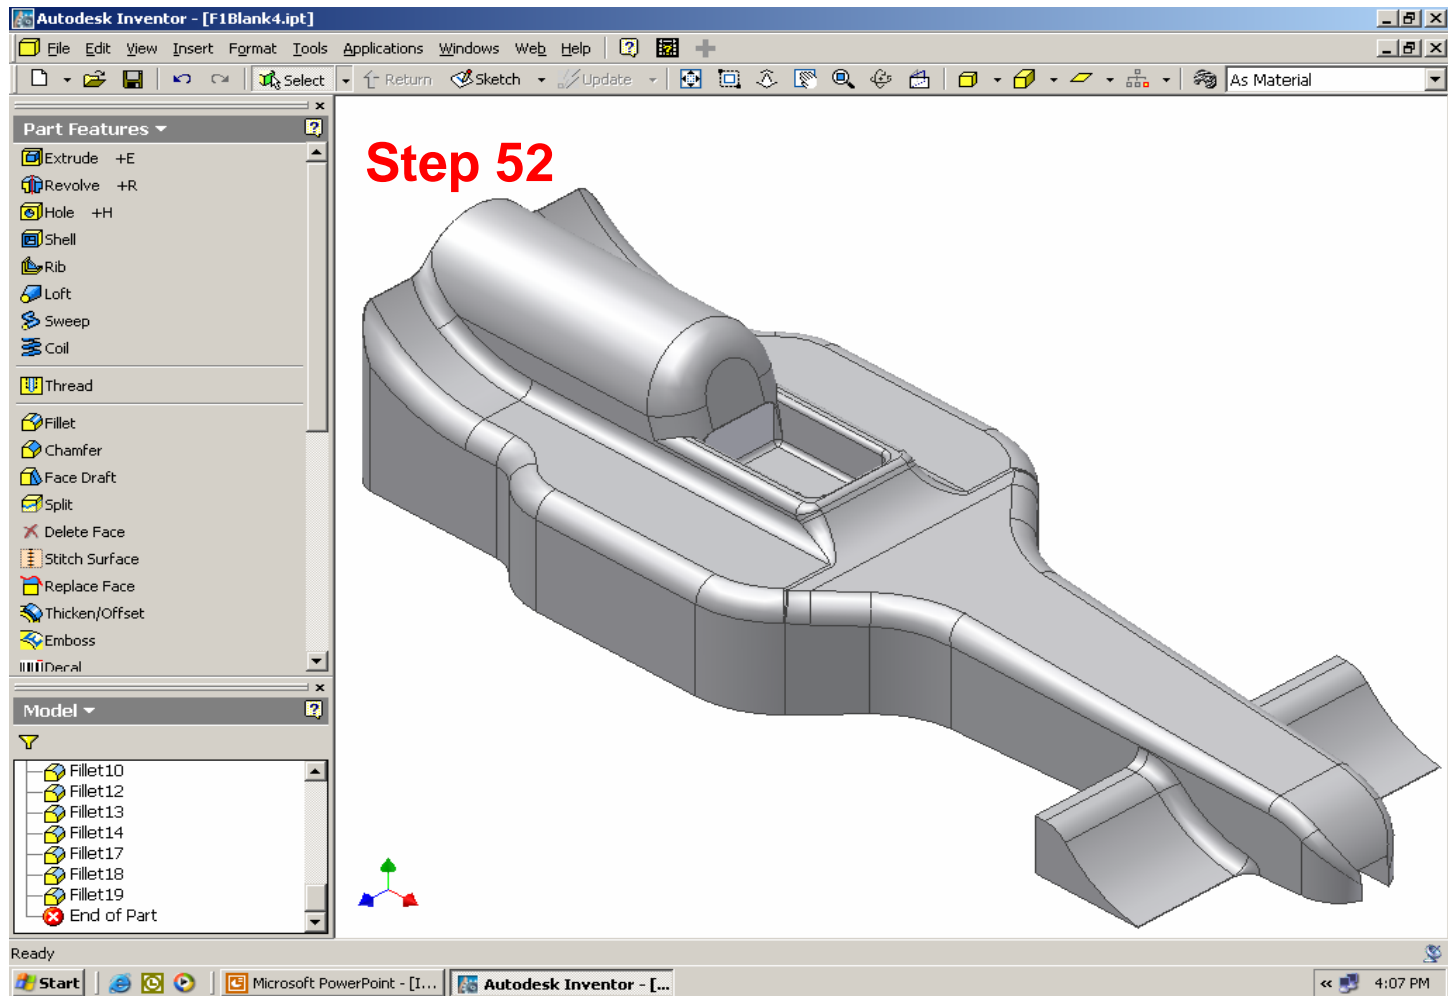 Autodesk Inventor - [F1Blank4.ipt]
File Edit View Insert Format Tools Applications Windows Web Help
Select Return Sketch Update As Material
Part Features
Step 52
Extrude +E
Revolve +R
Hole +H
Shell
Rib
Loft
Sweep
Coil
Thread
Fillet
Chamfer
Face Draft
Split
Delete Face
Stitch Surface
Replace Face
Thicken/Offset
Emboss
Decal
Model
Fillet10
Fillet12
Fillet13
Fillet14
Fillet17
Fillet18
Fillet19
End of Part
Ready
Start Microsoft PowerPoint - [I... Autodesk Inventor - [... « 4:07 PM